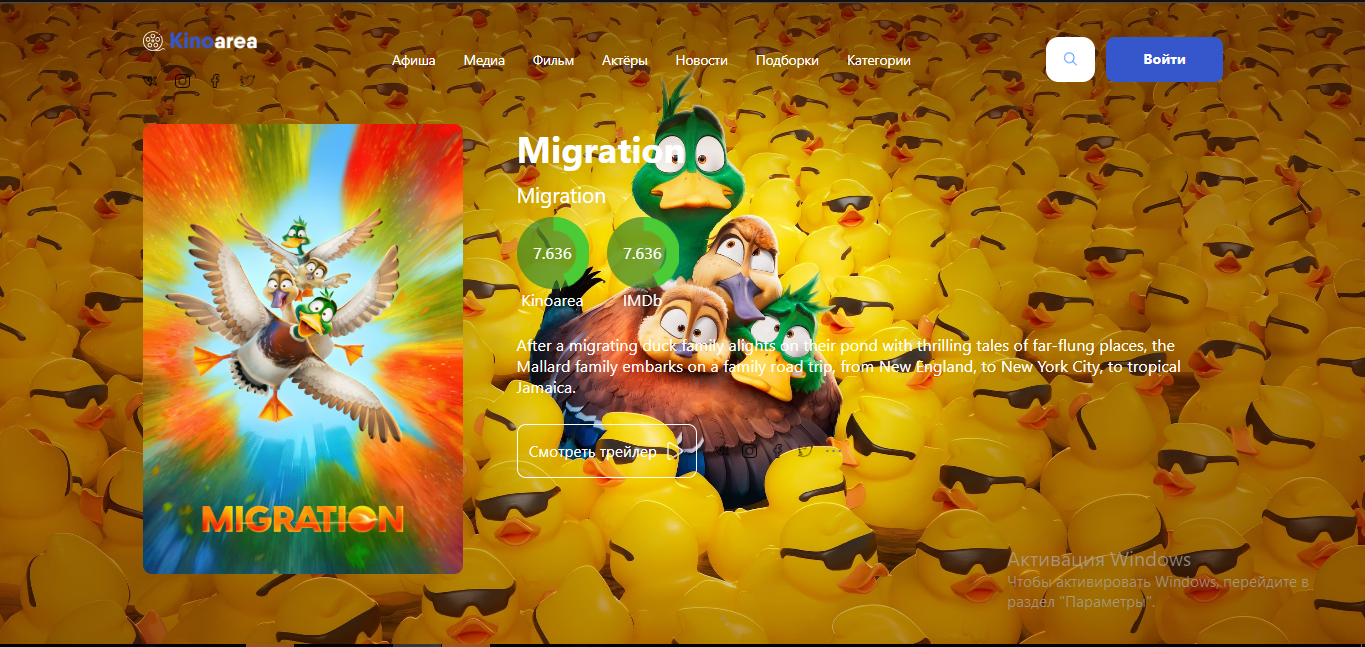 Kinoarea
Афиша Медиа Фильм Актёры Новости Подборки Категории
Войти
Migration
Migration
7.636 7.636
Kinoarea IMDb
After a migrating duck family alights on their pond with thrilling tales of far-flung places, the
Mallard family embarks on a family road trip, from New England, to New York City, to tropical
Jamaica.
Смотреть трейлер
MIGRATION
Активация Windows
Чтобы активировать Windows, перейдите в
раздел "Параметры".